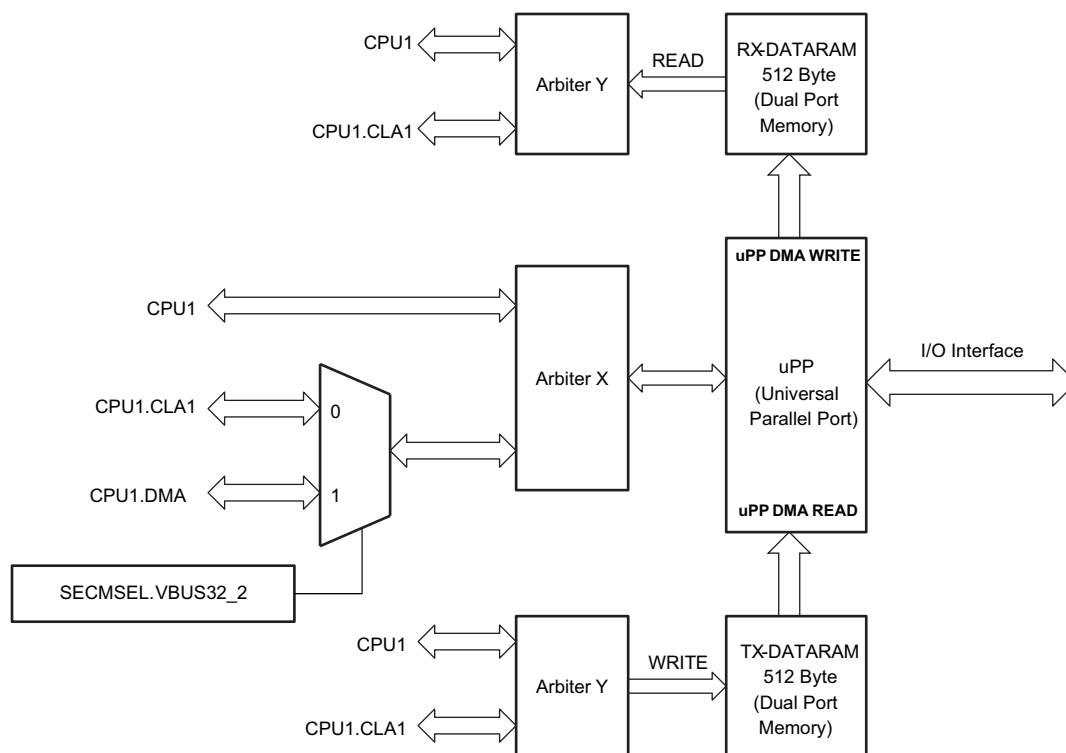 CPU1
CPU1.CLA1
Arbiter Y
READ
RX-DATARAM
512 Byte
(Dual Port
Memory)
uPP DMA WRITE
CPU1
Arbiter X
uPP
(Universal
Parallel Port)
I/O Interface
CPU1.CLA1
0
CPU1.DMA
1
uPP DMA READ
SECMSEL.VBUS32_2
CPU1
CPU1.CLA1
Arbiter Y
WRITE
TX-DATARAM
512 Byte
(Dual Port
Memory)